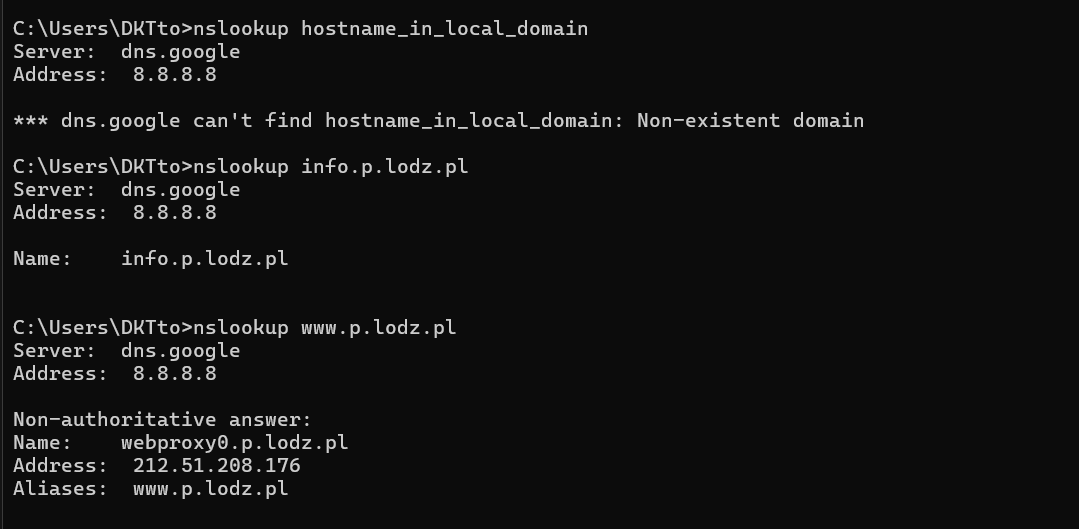 C:\Users\DKTto>nslookup hostname_in_local_domain
Server:  dns.google
Address:  8.8.8.8
*** dns.google can't find hostname_in_local_domain: Non-existent domain
C:\Users\DKTto>nslookup info.p.lodz.pl
Server:  dns.google
Address:  8.8.8.8
Name:    info.p.lodz.pl
C:\Users\DKTto>nslookup www.p.lodz.pl
Server:  dns.google
Address:  8.8.8.8
Non-authoritative answer:
Name:    webproxy0.p.lodz.pl
Address:  212.51.208.176
Aliases:  www.p.lodz.pl